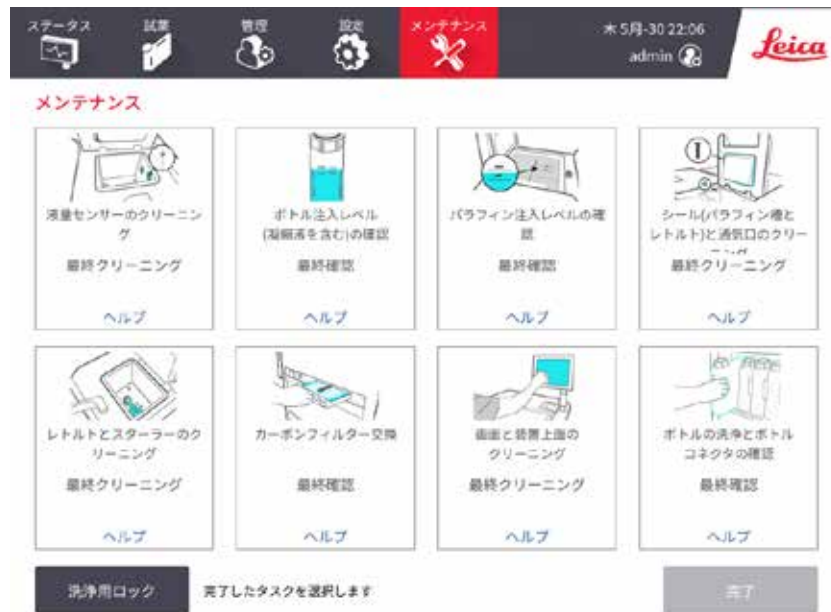 ステータス
試薬
管理
設定
メンテナンス
木 5月-30 22:06
admin
Leica
メンテナンス
液量センサーのクリーニン
グ
最終クリーニング
ヘルプ
ボトル注入レベル
(凝縮液を含む)の確認
最終確認
ヘルプ
パラフィン注入レベルの確
認
最終確認
ヘルプ
①
シール(パラフィン槽と
レトルト)と通気口のクリー
最終クリーニング
ヘルプ
レトルトとスターラーのク
リーニング
最終クリーニング
ヘルプ
カーボンフィルター交換
最終確認
ヘルプ
画面と装置上面の
クリーニング
最終クリーニング
ヘルプ
ボトルの洗浄とボトル
コネクタの確認
最終確認
ヘルプ
洗浄用ロック
完了したタスクを選択します
完了